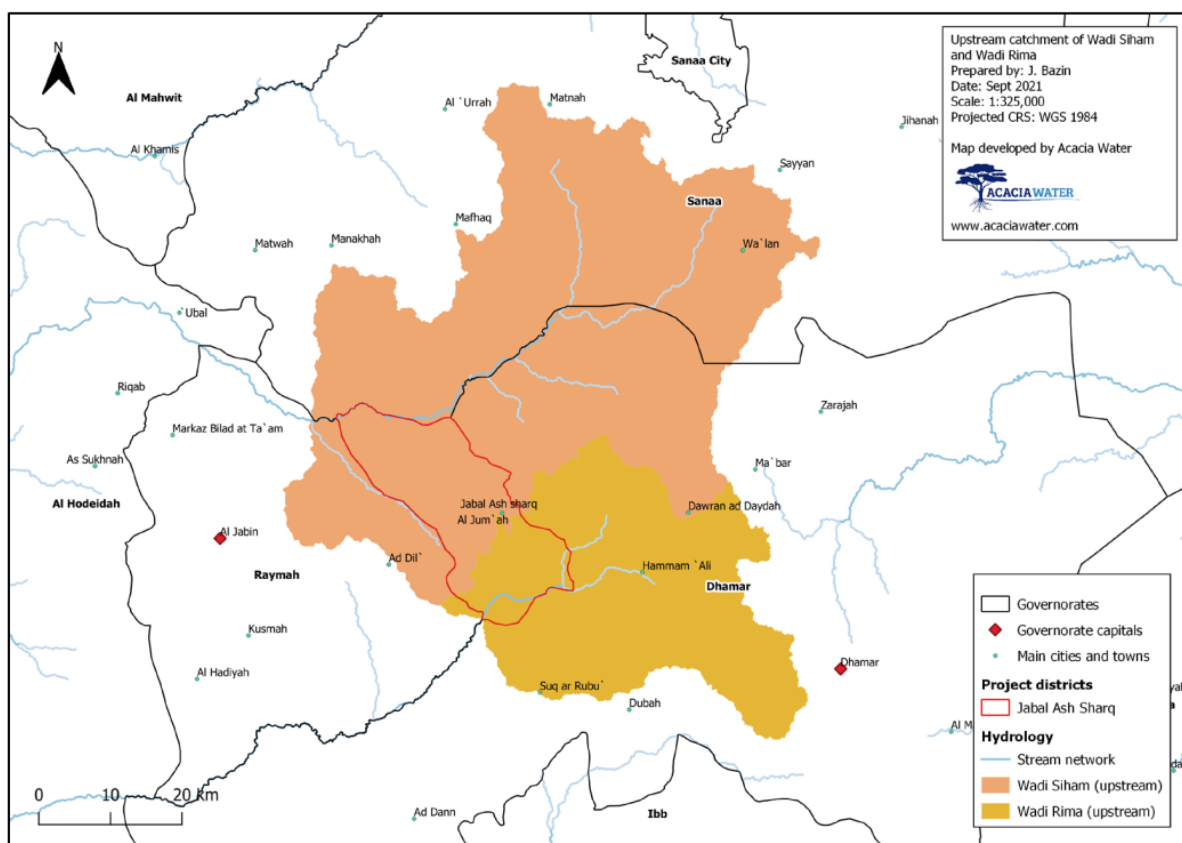 N
Upstream catchment of Wadi Siham
and Wadi Rima
Prepared by: J. Bazin
Date: Sept 2021
Scale: 1:325,000
Projected CRS: WGS 1984
Map developed by Acacia Water
ACACIAWATER
www.acaciawater.com
Sanaa City
Al Mahwit
Al `Urrah
Matnah
Jihanah
Al Khamis
Sayyan
Sanaa
Mafhaq
Matwah
Manakhah
Wa`lan
`Ubal
Riqab
Zarajah
Markaz Bilad at Ta`am
As Sukhnah
Ma`bar
Al Hodeidah
Jabal Ash sharq
Al Jum`ah
Dawran ad Daydah
Al Jabin
Ad Dil`
Raymah
Hammam `Ali
Dhamar
Kusmah
Dhamar
Al Hadiyah
Suq ar Rubu`
Dubah
Al M
Ad Dann
Ibb
0 20 km
Governorates
Governorate capitals
Main cities and towns
Project districts
Jabal Ash Sharq
Hydrology
Stream network
Wadi Siham (upstream)
Wadi Rima (upstream)